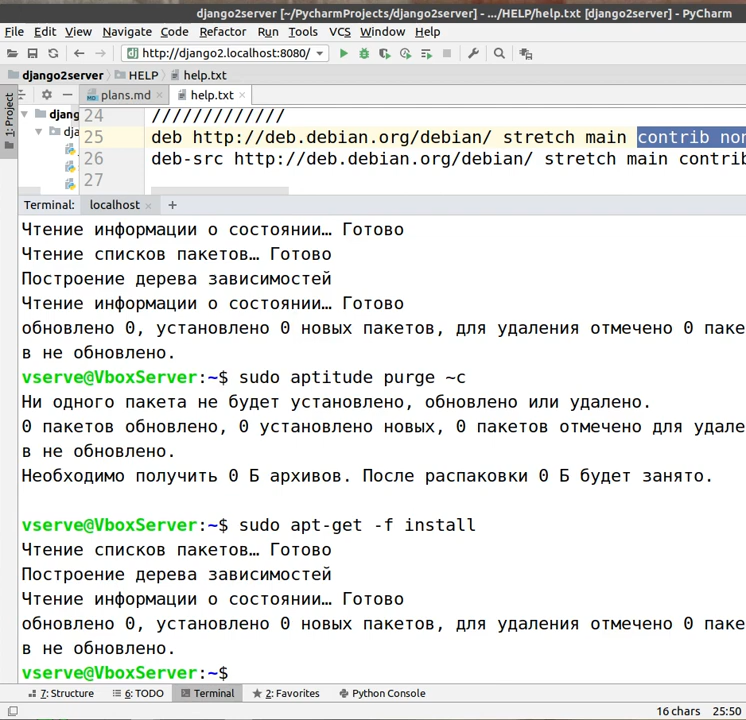 django2server [~/PycharmProjects/django2server] - .../HELP/help.txt [django2server] - PyCharm
File Edit View Navigate Code Refactor Run Tools VCS Window Help
http://django2.localhost:8080/
django2server HELP help.txt
1: Project
plans.md help.txt
djang
dja
24 /////////////
25 deb http://deb.debian.org/debian/ stretch main contrib non
26 deb-src http://deb.debian.org/debian/ stretch main contrib
27
Terminal: localhost +
Чтение информации о состоянии… Готово
Чтение списков пакетов… Готово
Построение дерева зависимостей
Чтение информации о состоянии… Готово
обновлено 0, установлено 0 новых пакетов, для удаления отмечено 0 паке
в не обновлено.
vserve@VboxServer:~$ sudo aptitude purge ~c
Ни одного пакета не будет установлено, обновлено или удалено.
0 пакетов обновлено, 0 установлено новых, 0 пакетов отмечено для удале
в не обновлено.
Необходимо получить 0 Б архивов. После распаковки 0 Б будет занято.
vserve@VboxServer:~$ sudo apt-get -f install
Чтение списков пакетов… Готово
Построение дерева зависимостей
Чтение информации о состоянии… Готово
обновлено 0, установлено 0 новых пакетов, для удаления отмечено 0 паке
в не обновлено.
vserve@VboxServer:~$
7: Structure 6: TODO Terminal 2: Favorites Python Console
16 chars 25:50